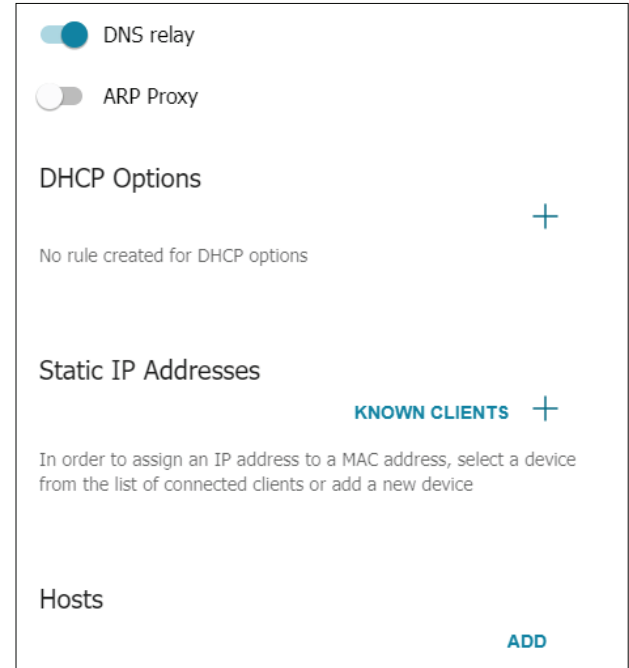 DNS relay
ARP Proxy
DHCP Options
No rule created for DHCP options
Static IP Addresses
KNOWN CLIENTS
In order to assign an IP address to a MAC address, select a device
from the list of connected clients or add a new device
Hosts
ADD